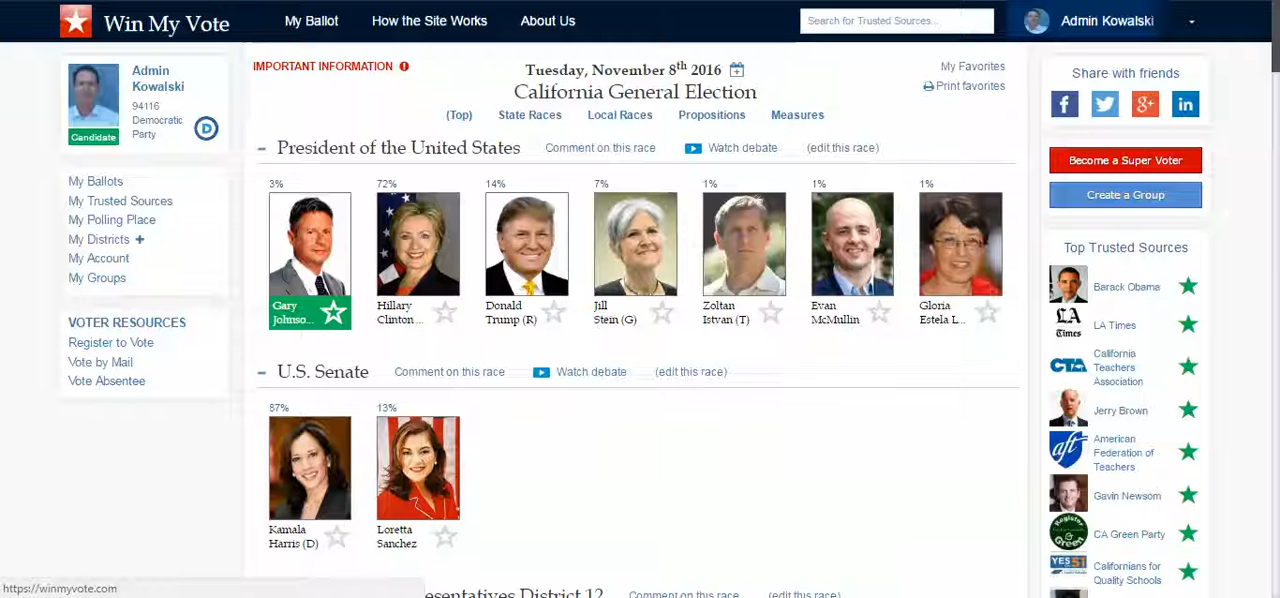 Win My Vote
My Ballot
How the Site Works
About Us
Search for Trusted Sources...
Admin Kowalski
Admin
Kowalski
94116
Democratic
Party
D
Candidate
My Ballots
My Trusted Sources
My Polling Place
My Districts +
My Account
My Groups
VOTER RESOURCES
Register to Vote
Vote by Mail
Vote Absentee
IMPORTANT INFORMATION
Tuesday, November 8th 2016
California General Election
My Favorites
Print favorites
(Top)
State Races
Local Races
Propositions
Measures
– President of the United States
Comment on this race
Watch debate
(edit this race)
3%
72%
14%
7%
1%
1%
1%
Gary
Johnso...
Hillary
Clinton ...
Donald
Trump (R)
Jill
Stein (G)
Zoltan
Istvan (T)
Evan
McMullin
Gloria
Estela L...
– U.S. Senate
Comment on this race
Watch debate
(edit this race)
87%
13%
Kamala
Harris (D)
Loretta
Sanchez
esentatives District 12
Comment on this race
(edit this race)
Share with friends
f
g+
in
Become a Super Voter
Create a Group
Top Trusted Sources
Barack Obama
LA
Times
LA Times
CTA
California
Teachers
Association
Jerry Brown
aft
American
Federation of
Teachers
Gavin Newsom
Register
Green
CA Green Party
YES 51
Californians for
Quality Schools
https://winmyvote.com